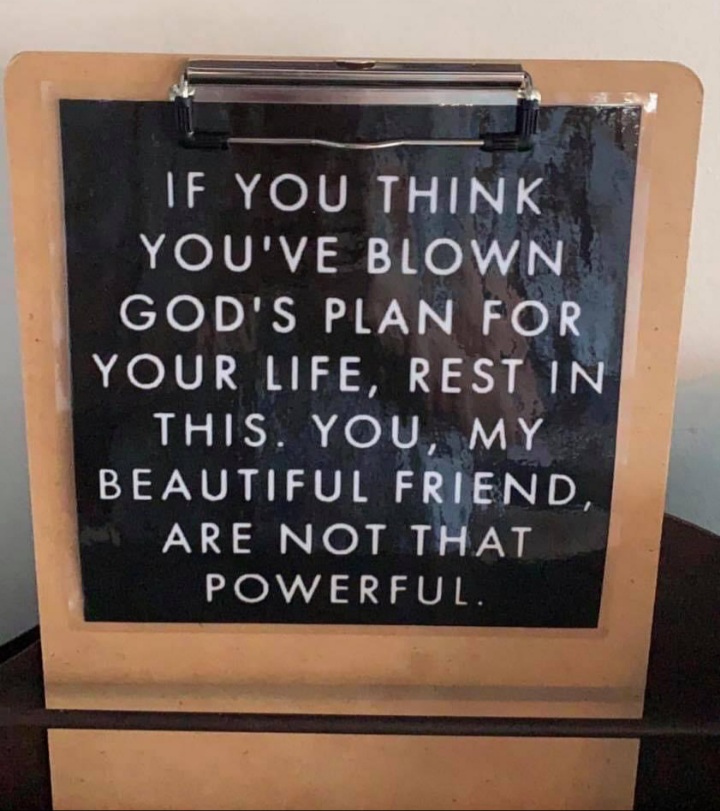 IF YOU THINK
YOU'VE BLOWN
GOD'S PLAN FOR
YOUR LIFE, REST IN
THIS. YOU, MY
BEAUTIFUL FRIEND,
ARE NOT THAT
POWERFUL.